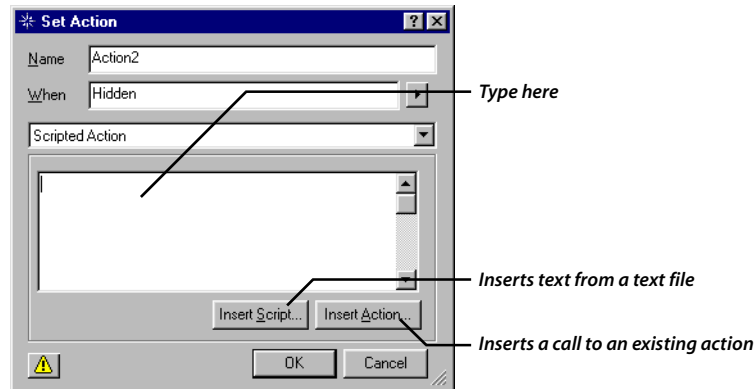 Set Action
Name Action2
When Hidden
Type here
Scripted Action
Inserts text from a text file
Insert Script... Insert Action...
Inserts a call to an existing action
OK Cancel